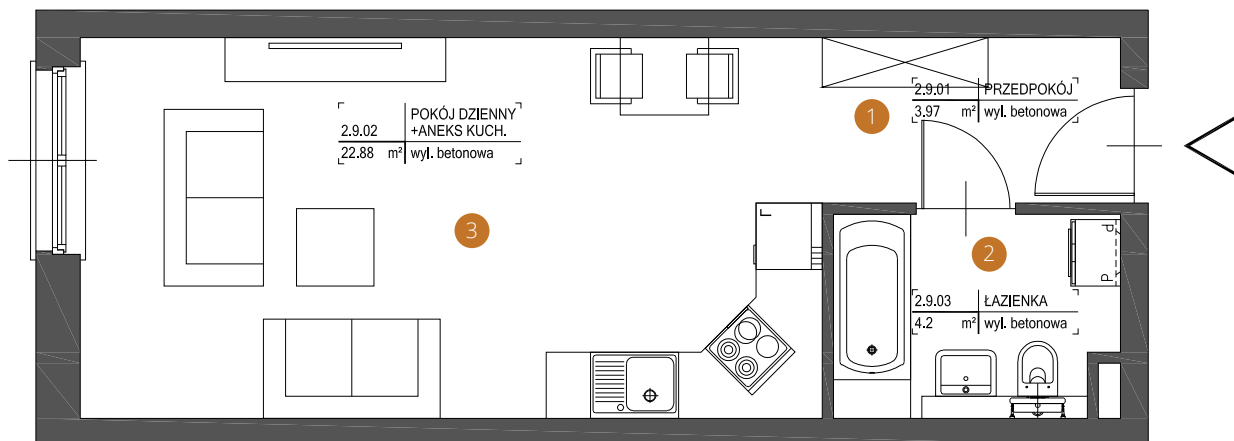 POKÓJ DZIENNY
2.9.02 +ANEKS KUCH.
22.88 m² wyl. betonowa
3
1
2.9.01 PRZEDPOKÓJ
3.97 m² wyl. betonowa
2
P d
2.9.03 ŁAZIENKA
4.2 m² wyl. betonowa
L